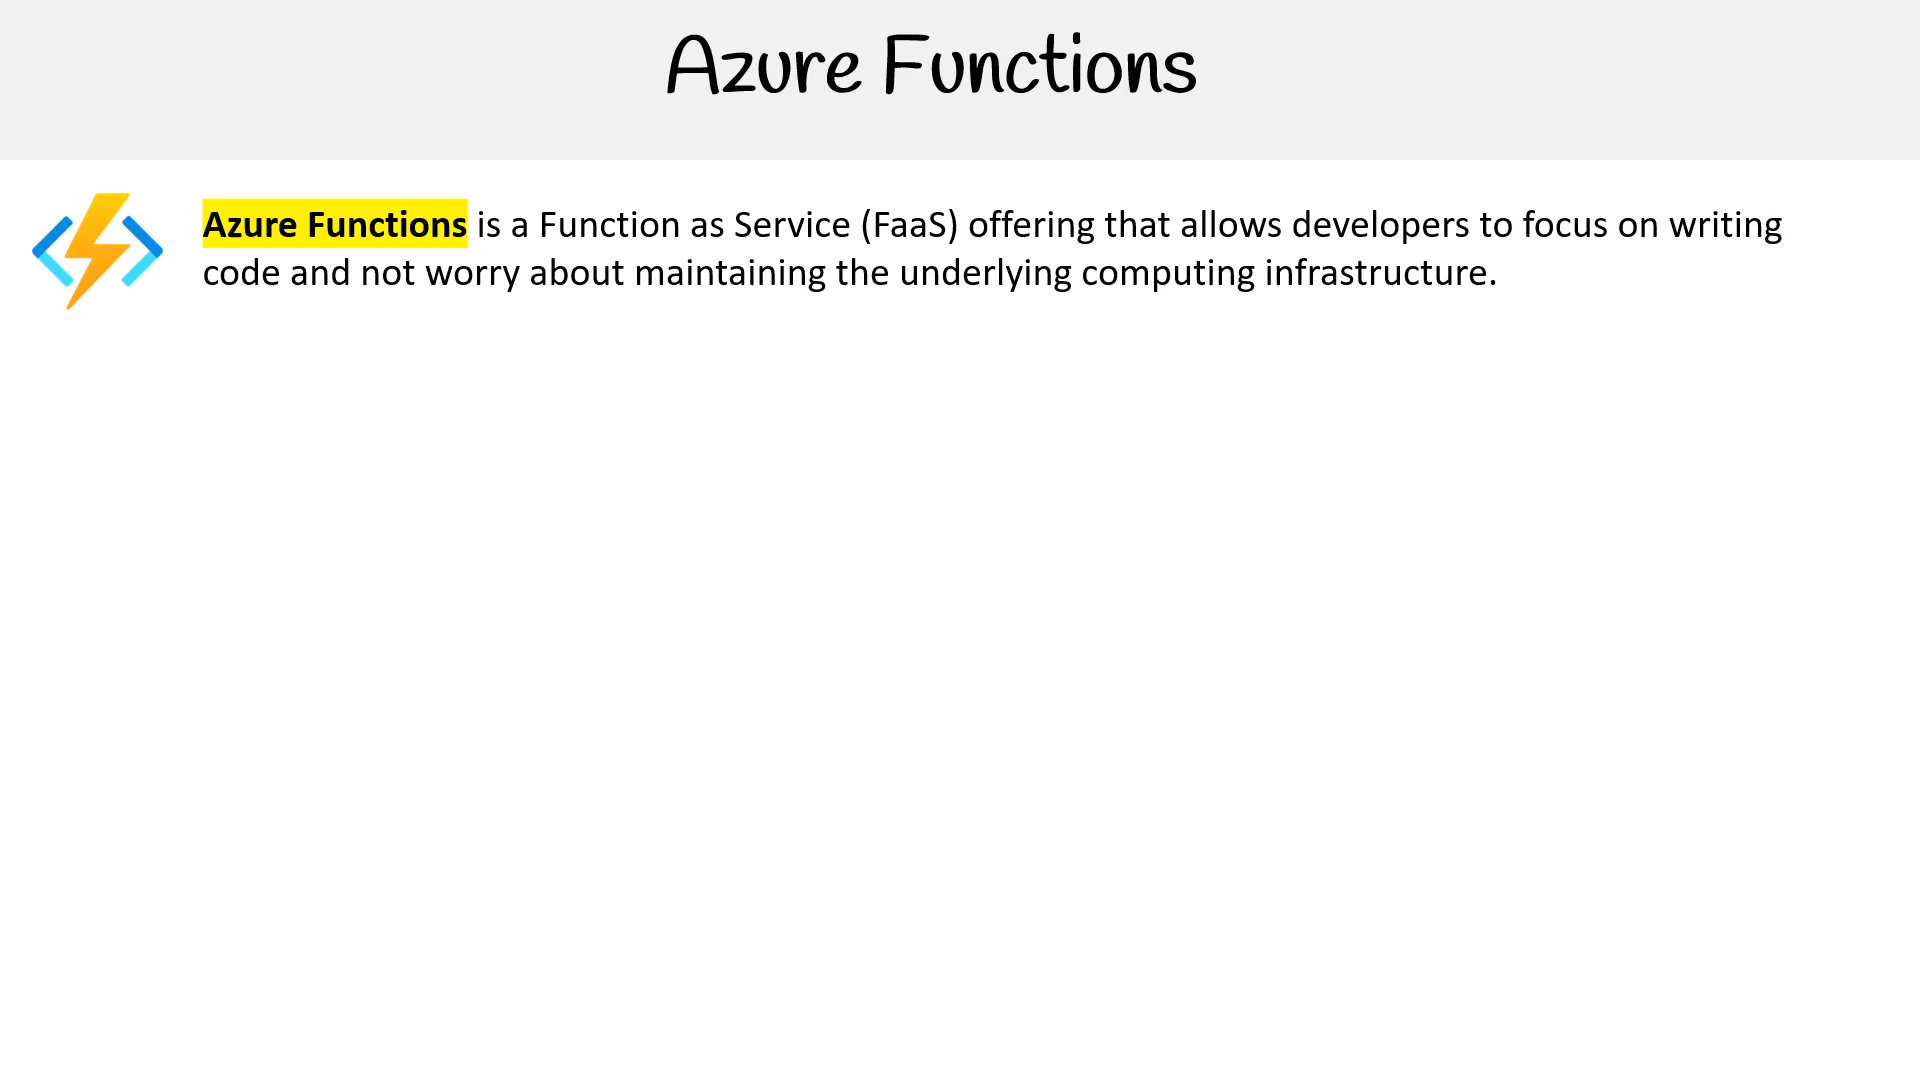 Azure Functions
Azure Functions is a Function as Service (FaaS) offering that allows developers to focus on writing
code and not worry about maintaining the underlying computing infrastructure.